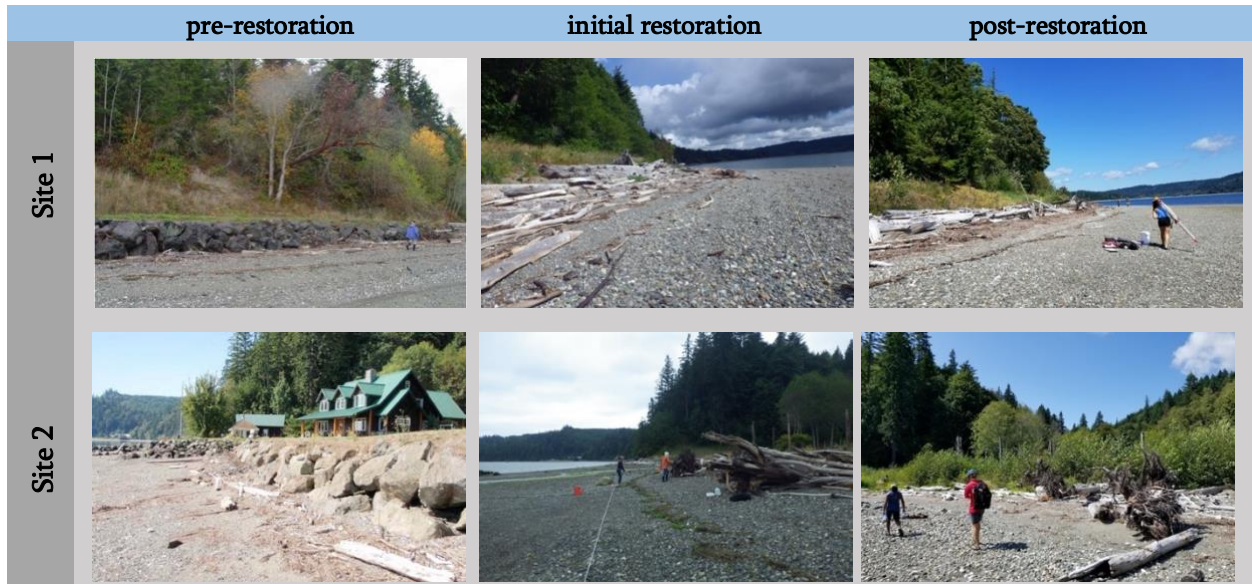 pre-restoration
initial restoration
post-restoration
Site 1
Site 2